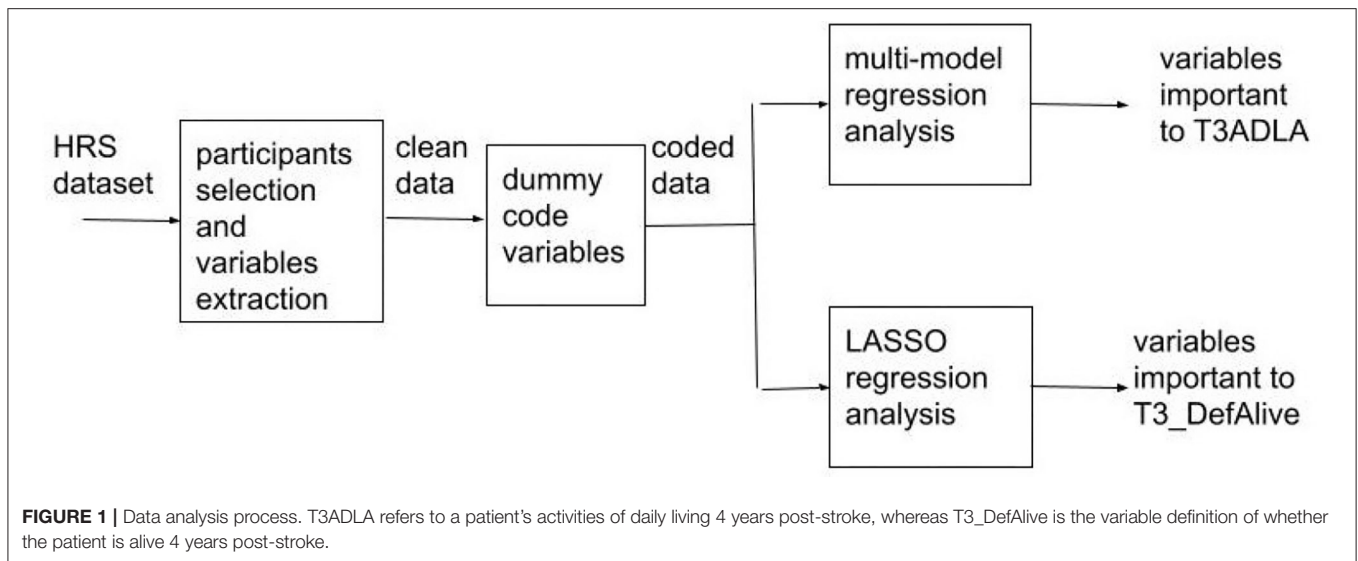 HRS
dataset
participants
selection
and
variables
extraction
clean
data
dummy
code
variables
coded
data
multi-model
regression
analysis
variables
important
to T3ADLA
LASSO
regression
analysis
variables
important to
T3_DefAlive
FIGURE 1 | Data analysis process. T3ADLA refers to a patient's activities of daily living 4 years post-stroke, whereas T3_DefAlive is the variable definition of whether
the patient is alive 4 years post-stroke.